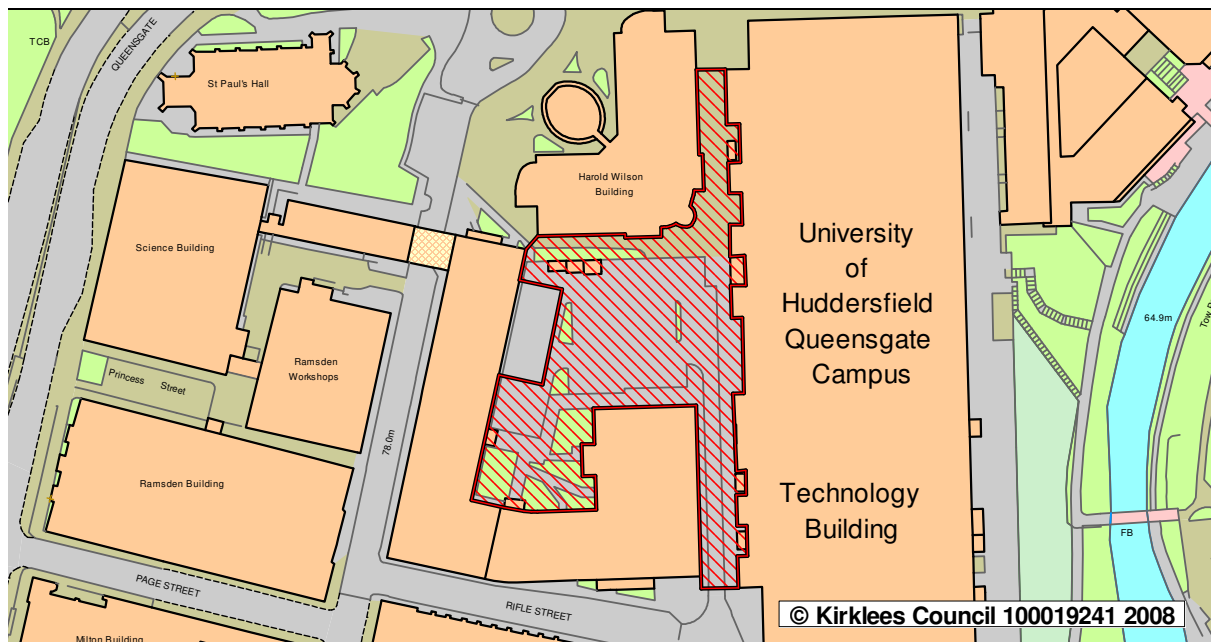 TCB
QUEENSGATE
St Paul's Hall
Harold Wilson
Building
Science Building
University
of
Huddersfield
Queensgate
Campus
64.9m
Ramsden
Workshops
Princess Street
78.0m
Ramsden Building
Technology
Building
FB
PAGE STREET
RIFLE STREET
Milton Building
© Kirklees Council 100019241 2008